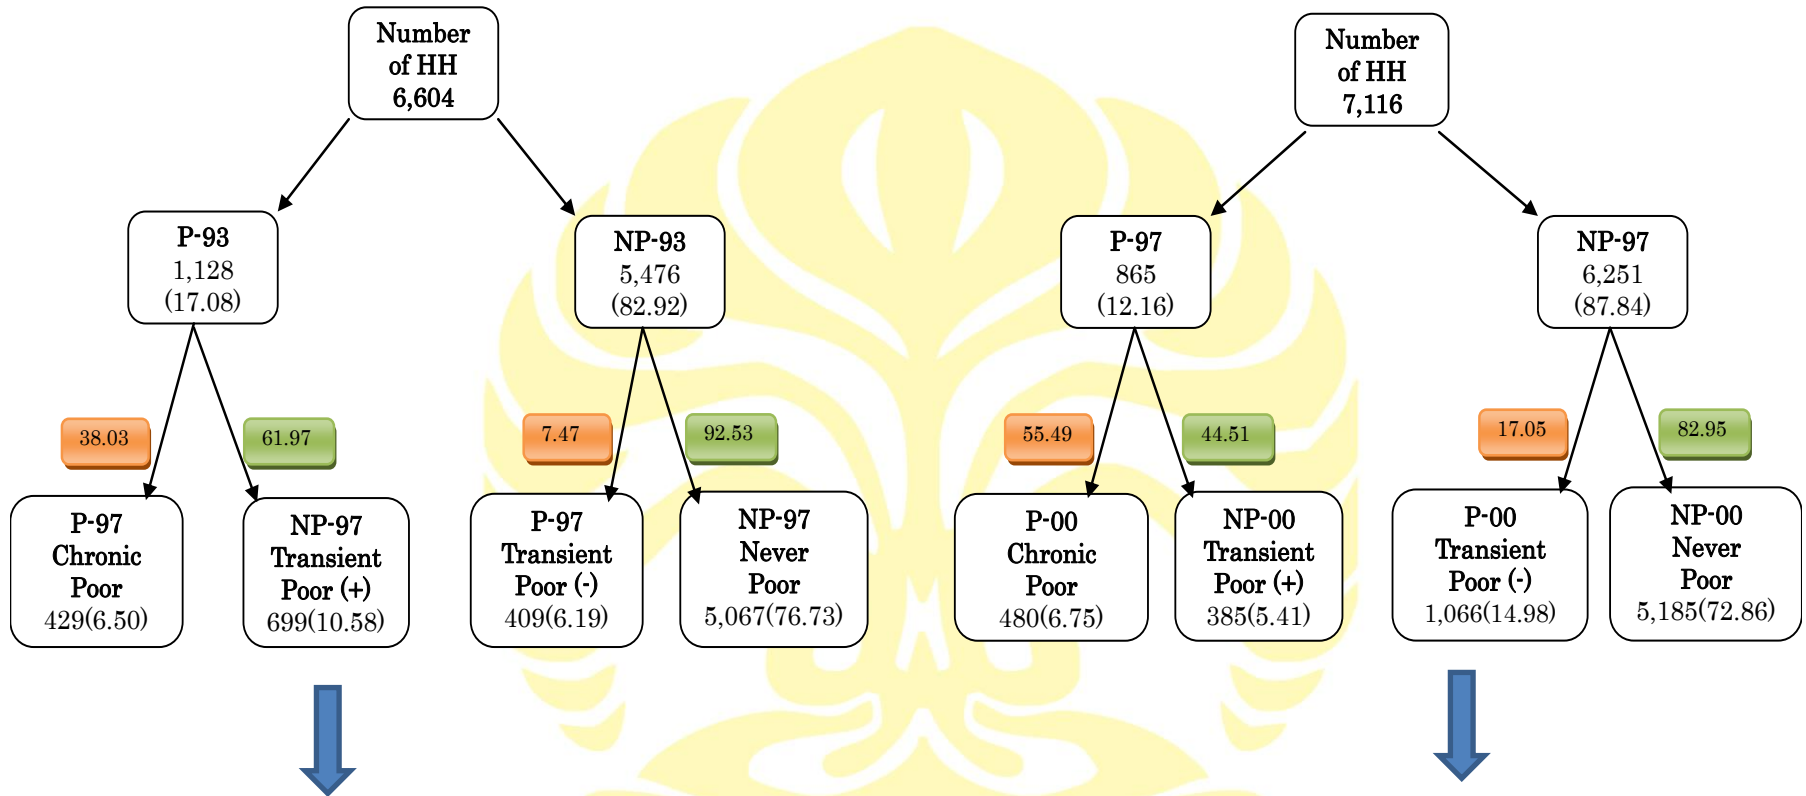 Number
of HH
6,604
Number
of HH
7,116
P-93
1,128
(17.08)
NP-93
5,476
(82.92)
P-97
865
(12.16)
NP-97
6,251
(87.84)
38.03
61.97
7.47
92.53
55.49
44.51
17.05
82.95
P-97
Chronic
Poor
429(6.50)
NP-97
Transient
Poor (+)
699(10.58)
P-97
Transient
Poor (-)
409(6.19)
NP-97
Never
Poor
5,067(76.73)
P-00
Chronic
Poor
480(6.75)
NP-00
Transient
Poor (+)
385(5.41)
P-00
Transient
Poor (-)
1,066(14.98)
NP-00
Never
Poor
5,185(72.86)